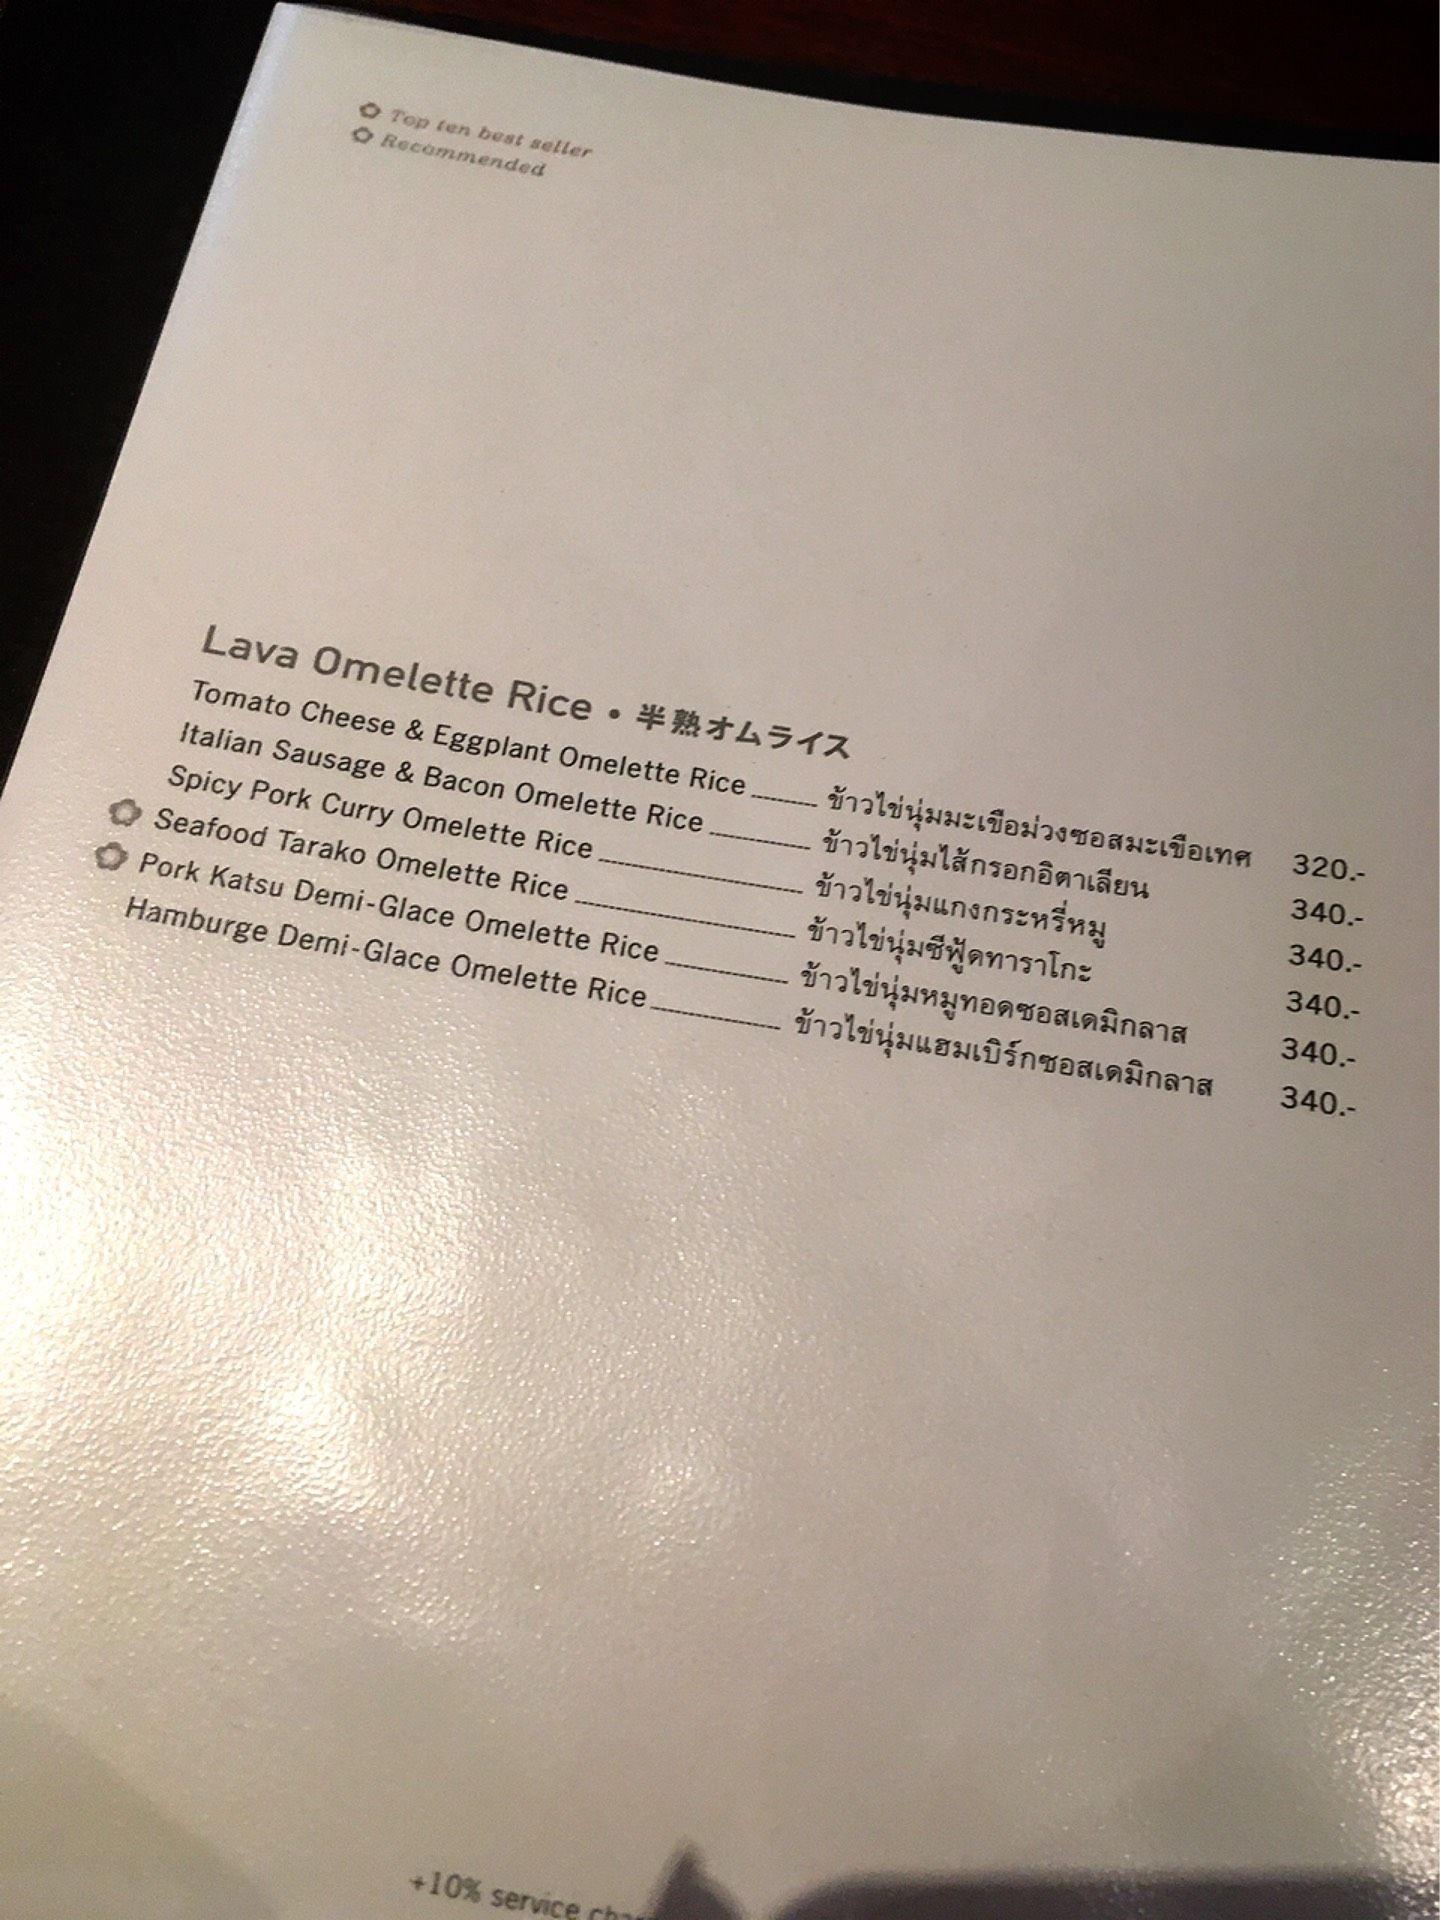 Top ten best seller
Recommended
Lava Omelette Rice • 半熟オムライス
Tomato Cheese & Eggplant Omelette Rice ข้าวไข่นุ่มมะเขือม่วงซอสมะเขือเทศ 320.-
Italian Sausage & Bacon Omelette Rice ข้าวไข่นุ่มไส้กรอกอิตาเลียน 340.-
Spicy Pork Curry Omelette Rice ข้าวไข่นุ่มแกงกระหรี่หมู 340.-
Seafood Tarako Omelette Rice ข้าวไข่นุ่มซีฟู้ดทาราโกะ 340.-
Pork Katsu Demi-Glace Omelette Rice ข้าวไข่นุ่มหมูทอดซอสเดมิกลาส 340.-
Hamburge Demi-Glace Omelette Rice ข้าวไข่นุ่มแฮมเบิร์กซอสเดมิกลาส 340.-
+10% service